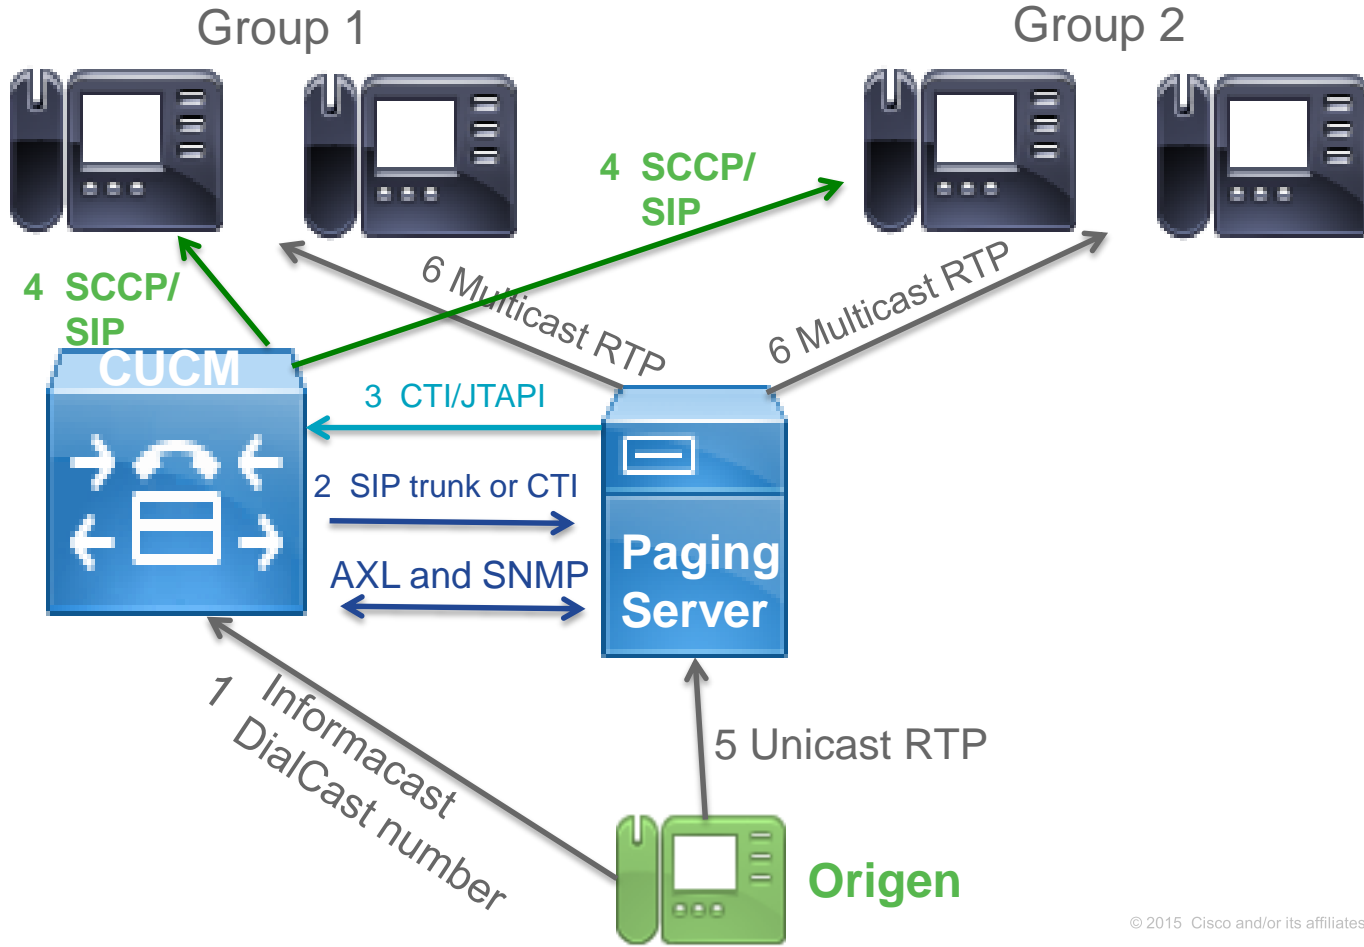 Group 1
Group 2
4 SCCP/
SIP
4 SCCP/
SIP
6 Multicast RTP
6 Multicast RTP
CUCM
3 CTI/JTAPI
2 SIP trunk or CTI
AXL and SNMP
Paging
Server
1 Informacast
DialCast number
5 Unicast RTP
Origen
© 2015 Cisco and/or its affiliates